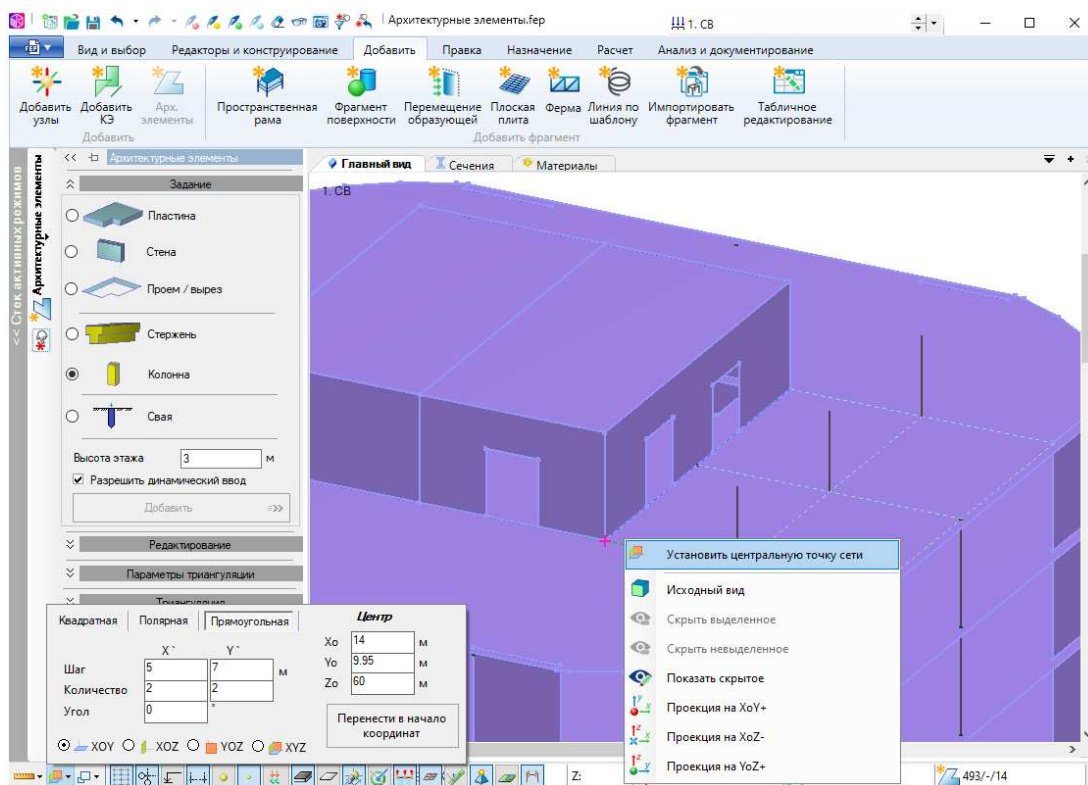 Архитектурные элементы.fep
1. СВ
Вид и выбор Редакторы и конструирование Добавить Правка Назначение Расчет Анализ и документирование
Добавить узлы
Добавить КЭ
Арх. элементы
Пространственная рама
Фрагмент поверхности
Перемещение образующей
Плоская плита
Ферма
Линия по шаблону
Импортировать фрагмент
Табличное редактирование
Добавить
Добавить фрагмент
<< Стек активных режимов
Архитектурные элементы
<< Архитектурные элементы
Задание
Пластина
Стена
Проем / вырез
Стержень
Колонна
Свая
Высота этажа 3 м
Разрешить динамический ввод
Добавить
Редактирование
Параметры триангуляции
Триангуляция
Главный вид Сечения Материалы
1. СВ
Установить центральную точку сети
Исходный вид
Скрыть выделенное
Скрыть невыделенное
Показать скрытое
Проекция на XoY+
Проекция на XoZ-
Проекция на YoZ+
Квадратная Полярная Прямоугольная
X` Y`
Шаг 5 7 м
Количество 2 2
Угол 0 °
Центр
Xo 14 м
Yo 9.95 м
Zo 60 м
Перенести в начало координат
XOY XOZ YOZ XYZ
Z:
493/-/14